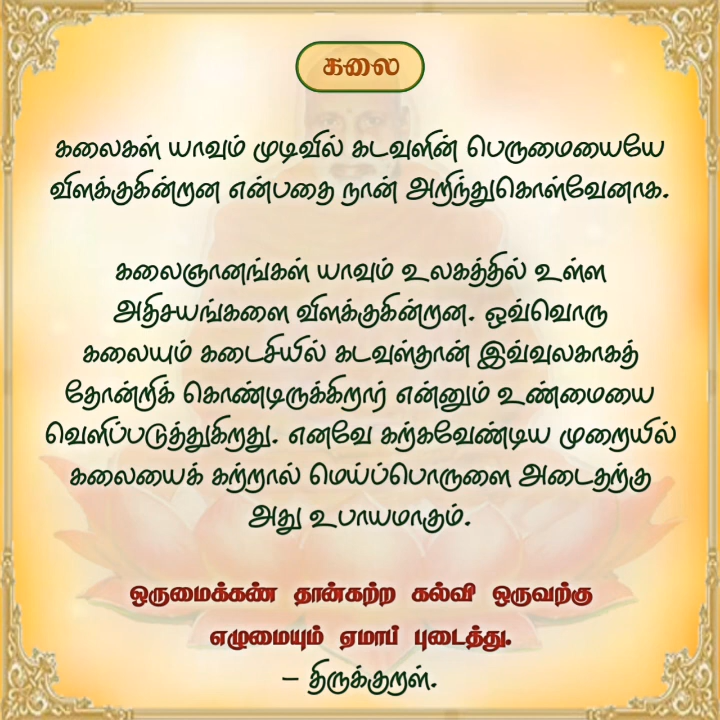 கலை
கலைகள் யாவும் முடிவில் கடவுளின் பெருமையையே
விளக்குகின்றன என்பதை நான் அறிந்துகொள்வேனாக.
கலைஞானங்கள் யாவும் உலகத்தில் உள்ள
அதிசயங்களை விளக்குகின்றன. ஒவ்வொரு
கலையும் கடைசியில் கடவுள்தான் இவ்வுலகாகத்
தோன்றிக் கொண்டிருக்கிறார் என்னும் உண்மையை
வெளிப்படுத்துகிறது. எனவே கற்கவேண்டிய முறையில்
கலையைக் கற்றால் மெய்ப்பொருளை அடைதற்கு
அது உபாயமாகும்.
ஒருமைக்கண் தான்கற்ற கல்வி ஒருவற்கு
எழுமையும் ஏமாப் புடைத்து.
– திருக்குறள்.